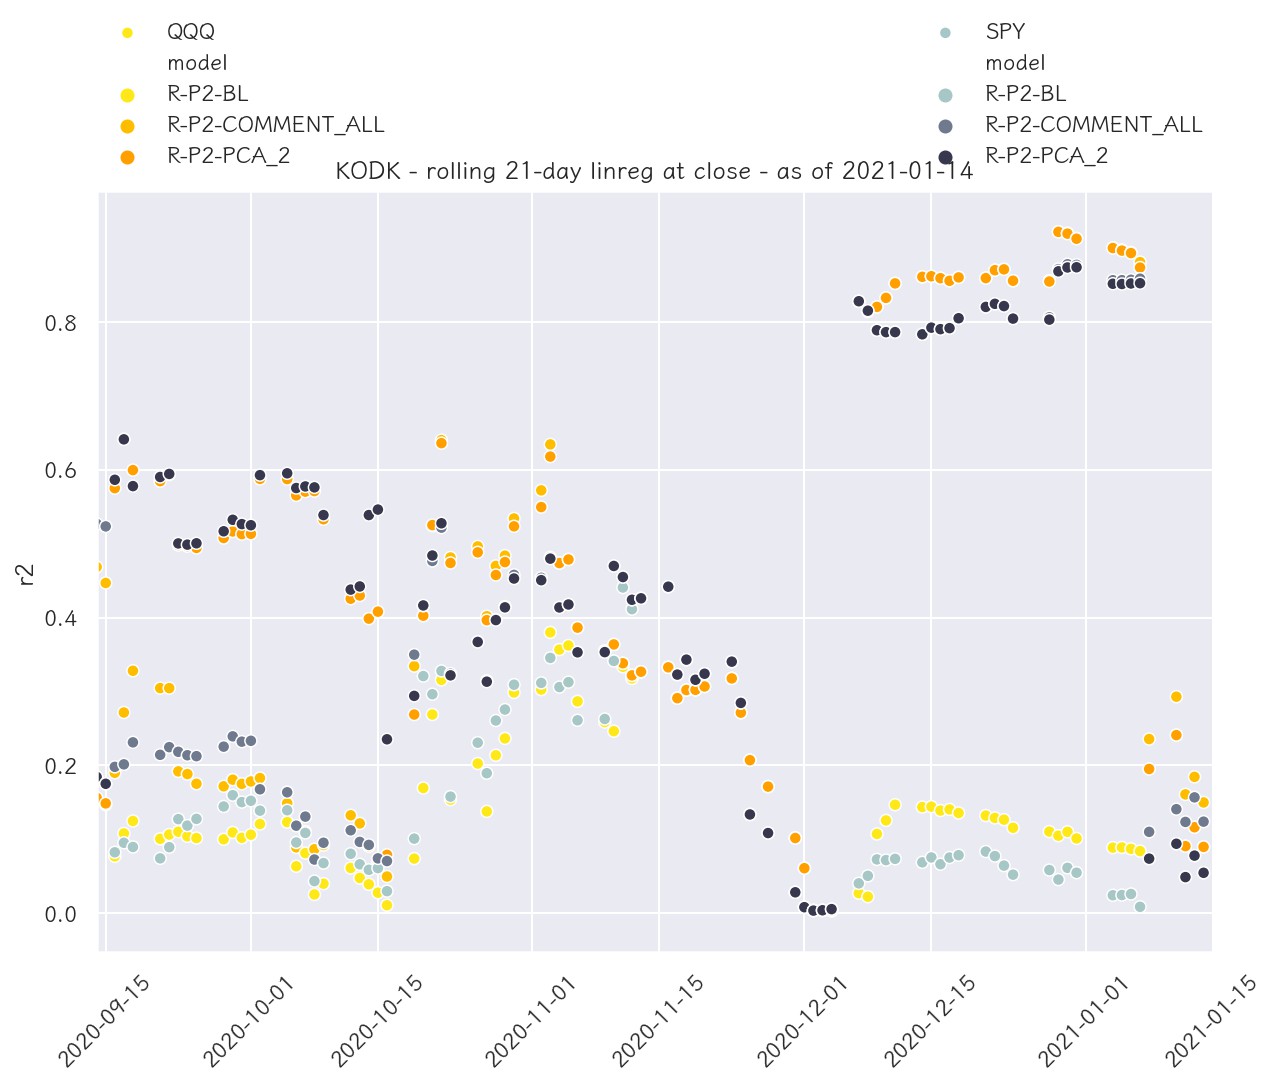 QQQ
model
R-P2-BL
R-P2-COMMENT_ALL
R-P2-PCA_2
SPY
model
R-P2-BL
R-P2-COMMENT_ALL
R-P2-PCA_2
KODK - rolling 21-day linreg at close - as of 2021-01-14
r2
0.8
0.6
0.4
0.2
0.0
2020-09-15
2020-10-01
2020-10-15
2020-11-01
2020-11-15
2020-12-01
2020-12-15
2021-01-01
2021-01-15